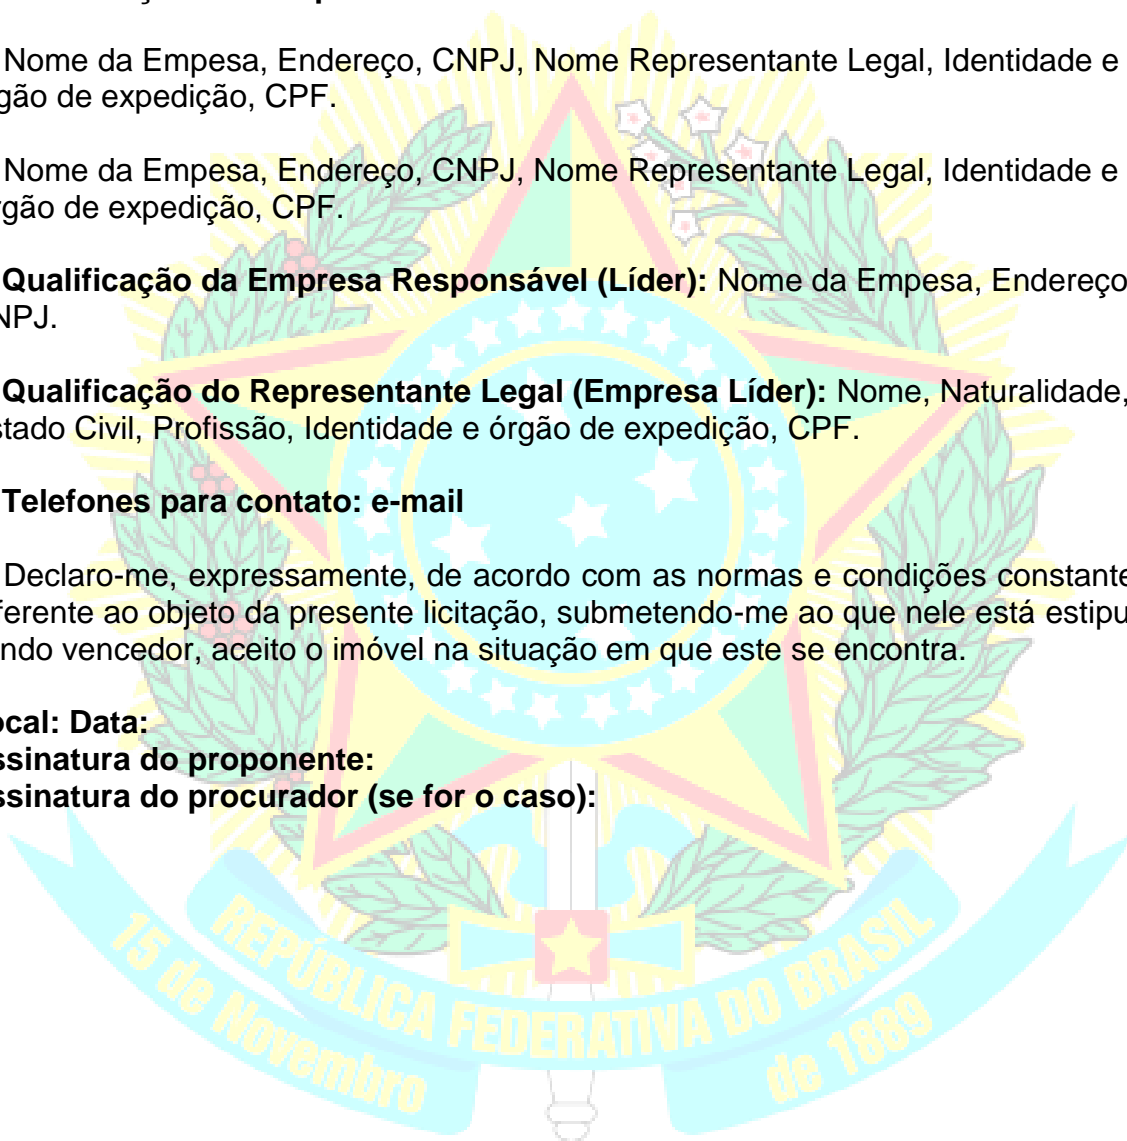 Nome da Empesa, Endereço, CNPJ, Nome Representante Legal, Identidade e
gão de expedição, CPF.
Nome da Empesa, Endereço, CNPJ, Nome Representante Legal, Identidade e
rgão de expedição, CPF.
Qualificação da Empresa Responsável (Líder): Nome da Empesa, Endereço
NPJ.
Qualificação do Representante Legal (Empresa Líder): Nome, Naturalidade,
stado Civil, Profissão, Identidade e órgão de expedição, CPF.
Telefones para contato: e-mail
Declaro-me, expressamente, de acordo com as normas e condições constante
ferente ao objeto da presente licitação, submetendo-me ao que nele está estipu
ndo vencedor, aceito o imóvel na situação em que este se encontra.
ocal: Data:
ssinatura do proponente:
ssinatura do procurador (se for o caso):
REPÚBLICA FEDERATIVA DO BRASIL
15 de Novembro de 1889